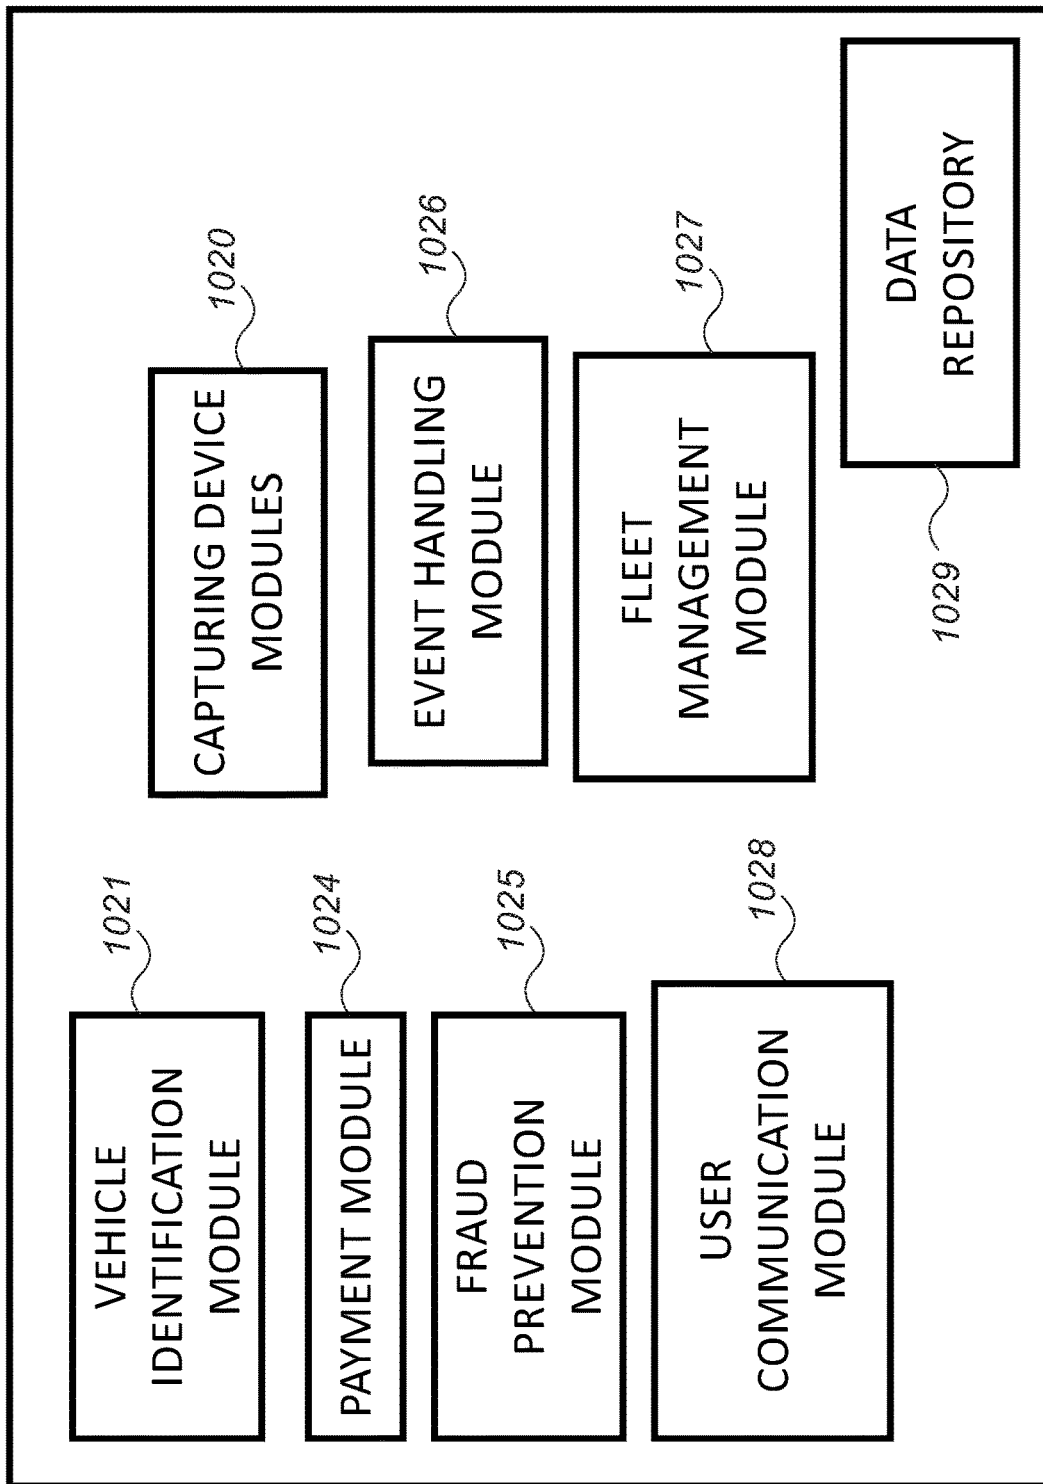 1021
VEHICLE
IDENTIFICATION
MODULE
1024
PAYMENT MODULE
1025
FRAUD
PREVENTION
MODULE
1028
USER
COMMUNICATION
MODULE
1020
CAPTURING DEVICE
MODULES
1026
EVENT HANDLING
MODULE
1027
FLEET
MANAGEMENT
MODULE
1029
DATA
REPOSITORY